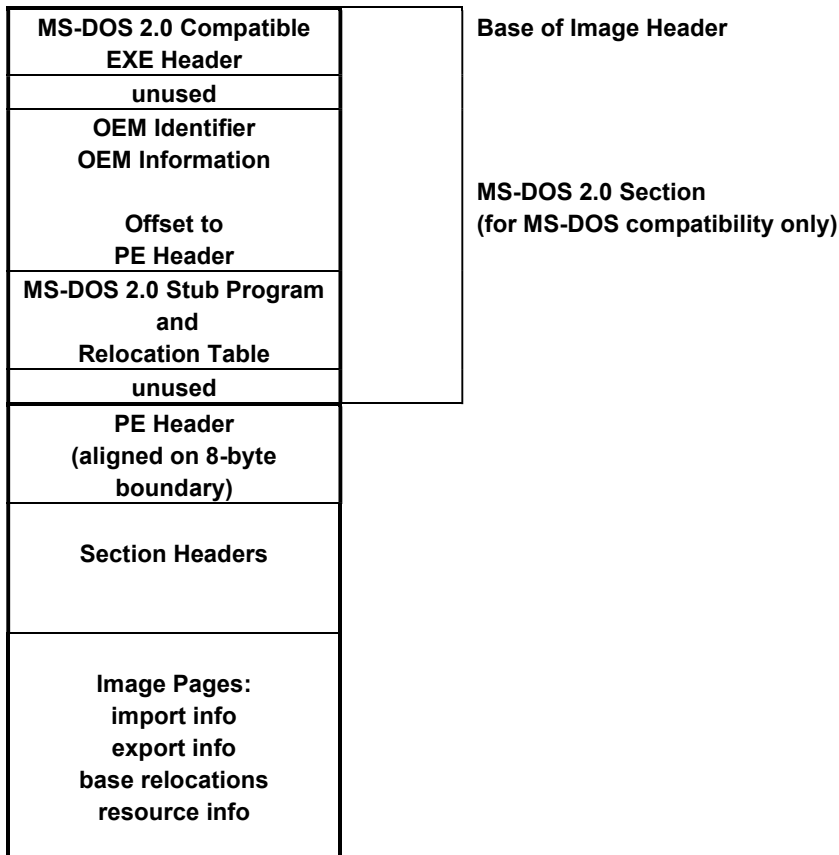 MS-DOS 2.0 Compatible
EXE Header
Base of Image Header
unused
OEM Identifier
OEM Information
MS-DOS 2.0 Section
(for MS-DOS compatibility only)
Offset to
PE Header
MS-DOS 2.0 Stub Program
and
Relocation Table
unused
PE Header
(aligned on 8-byte
boundary)
Section Headers
Image Pages:
import info
export info
base relocations
resource info